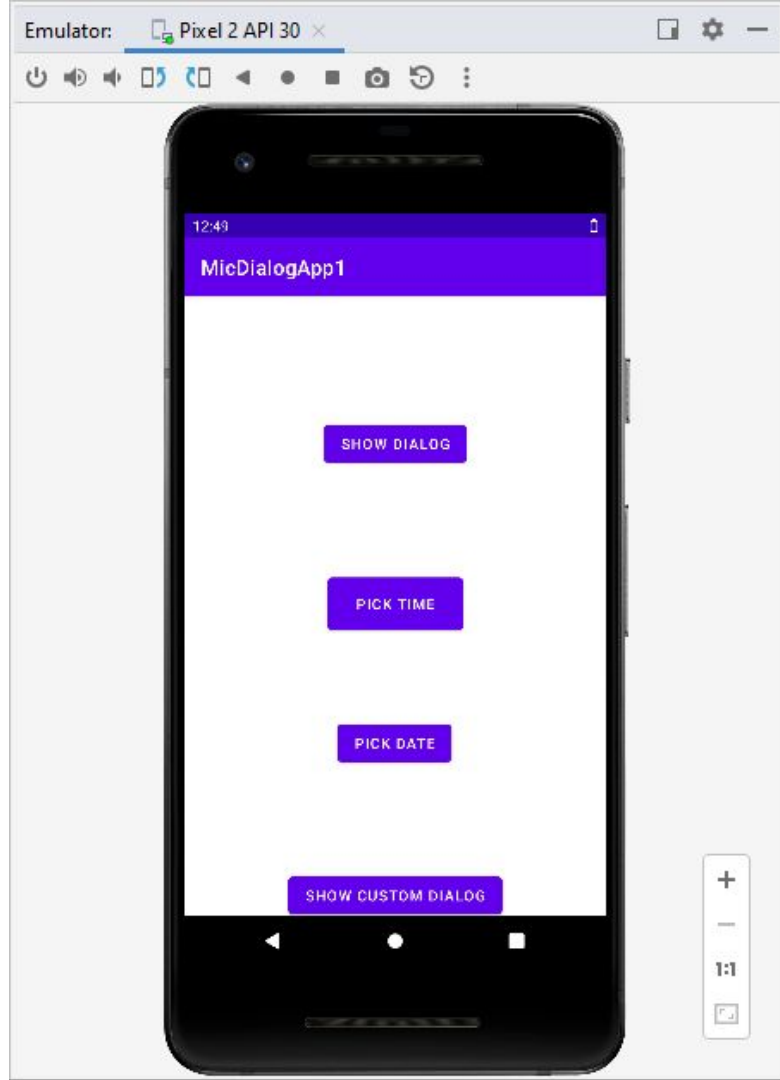 Emulator: Pixel 2 API 30
12:49
MicDialogApp1
SHOW DIALOG
PICK TIME
PICK DATE
SHOW CUSTOM DIALOG
1:1